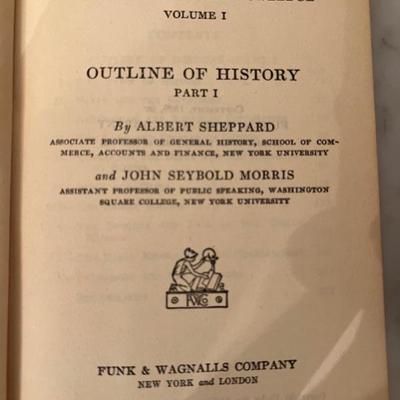 VOLUME I
OUTLINE OF HISTORY
PART I
By ALBERT SHEPPARD
ASSOCIATE PROFESSOR OF GENERAL HISTORY, SCHOOL OF COM-
MERCE, ACCOUNTS AND FINANCE, NEW YORK UNIVERSITY
and JOHN SEYBOLD MORRIS
ASSISTANT PROFESSOR OF PUBLIC SPEAKING, WASHINGTON
SQUARE COLLEGE, NEW YORK UNIVERSITY
FUNK & WAGNALLS COMPANY
NEW YORK and LONDON